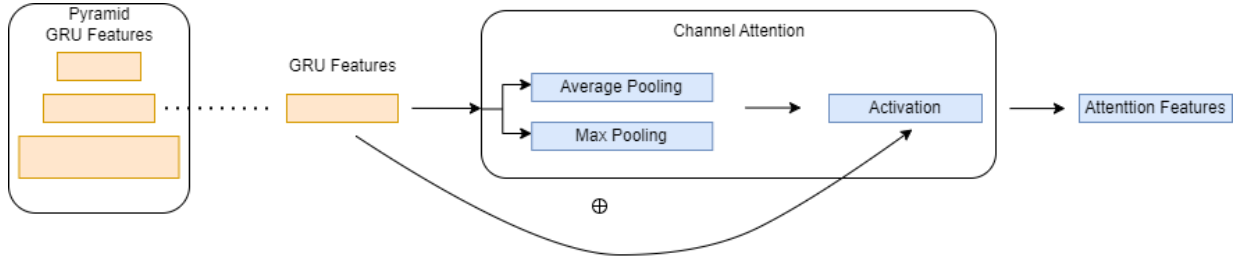 Pyramid
GRU Features
GRU Features
Channel Attention
Average Pooling
Max Pooling
Activation
Attenttion Features